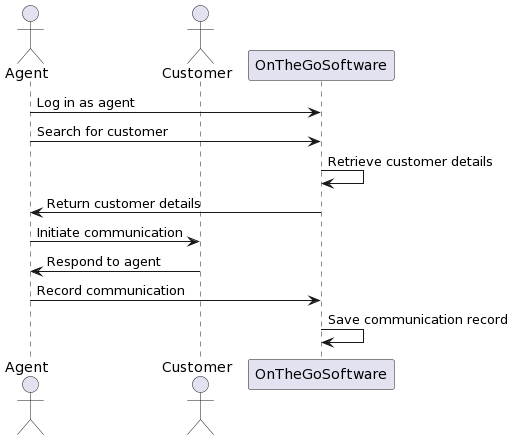 Agent
Customer
OnTheGoSoftware
Log in as agent
Search for customer
Retrieve customer details
Return customer details
Initiate communication
Respond to agent
Record communication
Save communication record
Agent
Customer
OnTheGoSoftware